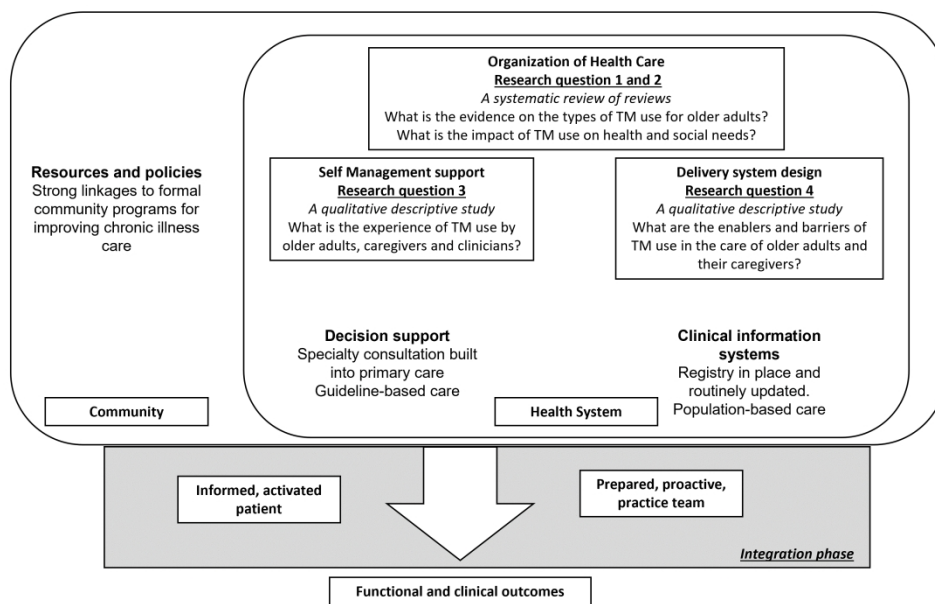 Organization of Health Care
Research question 1 and 2
A systematic review of reviews
What is the evidence on the types of TM use for older adults?
What is the impact of TM use on health and social needs?
Resources and policies
Strong linkages to formal
community programs for
improving chronic illness
care
Self Management support
Research question 3
A qualitative descriptive study
What is the experience of TM use by
older adults, caregivers and clinicians?
Delivery system design
Research question 4
A qualitative descriptive study
What are the enablers and barriers of
TM use in the care of older adults and
their caregivers?
Decision support
Specialty consultation built
into primary care
Guideline-based care
Clinical information
systems
Registry in place and
routinely updated.
Population-based care
Community
Health System
Informed, activated
patient
Prepared, proactive,
practice team
Integration phase
Functional and clinical outcomes